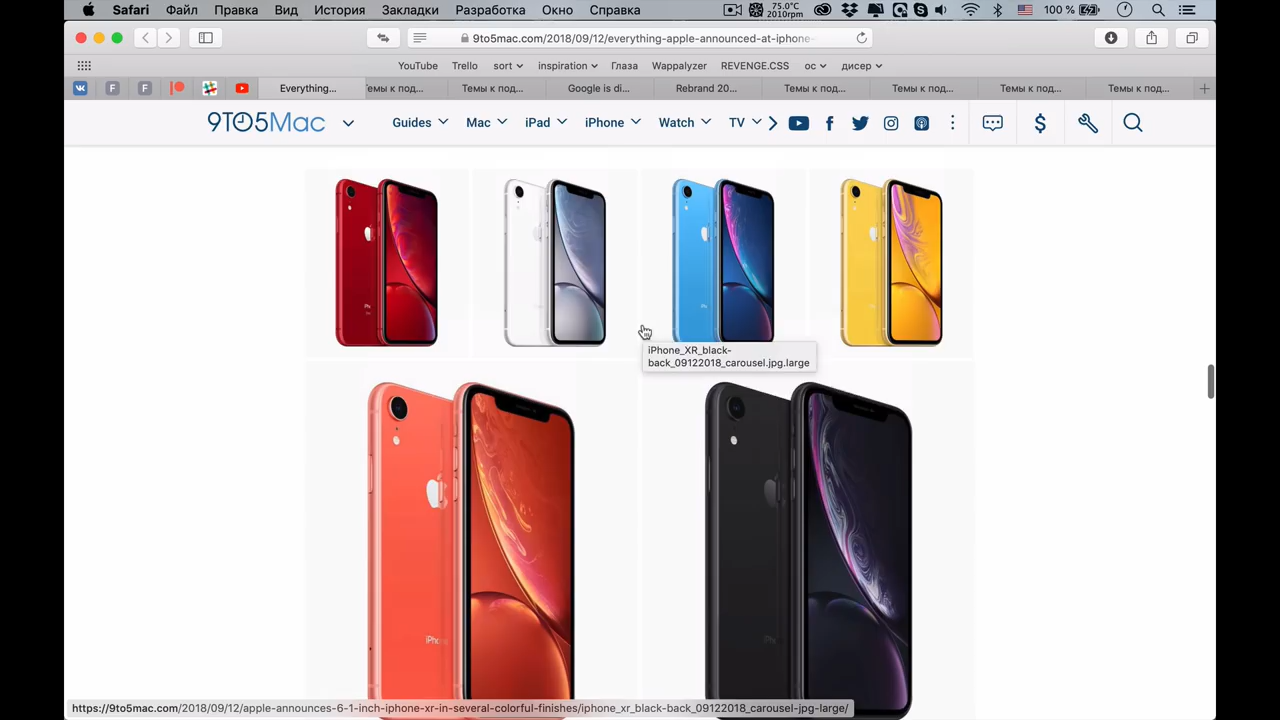 Safari Файл Правка Вид История Закладки Разработка Окно Справка 75.0°C 2010rpm 100 %
9to5mac.com/2018/09/12/everything-apple-announced-at-iphone-
YouTube Trello sort inspiration Глаза Wappalyzer REVENGE.CSS ос дисер
F F Everything... Темы к под... Темы к под... Google is di... Rebrand 20... Темы к под... Темы к под... Темы к под... Темы к под...
9TO5Mac Guides Mac iPad iPhone Watch TV
iPhone_XR_black-
back_09122018_carousel.jpg.large
https://9to5mac.com/2018/09/12/apple-announces-6-1-inch-iphone-xr-in-several-colorful-finishes/iphone_xr_black-back_09122018_carousel-jpg-large/